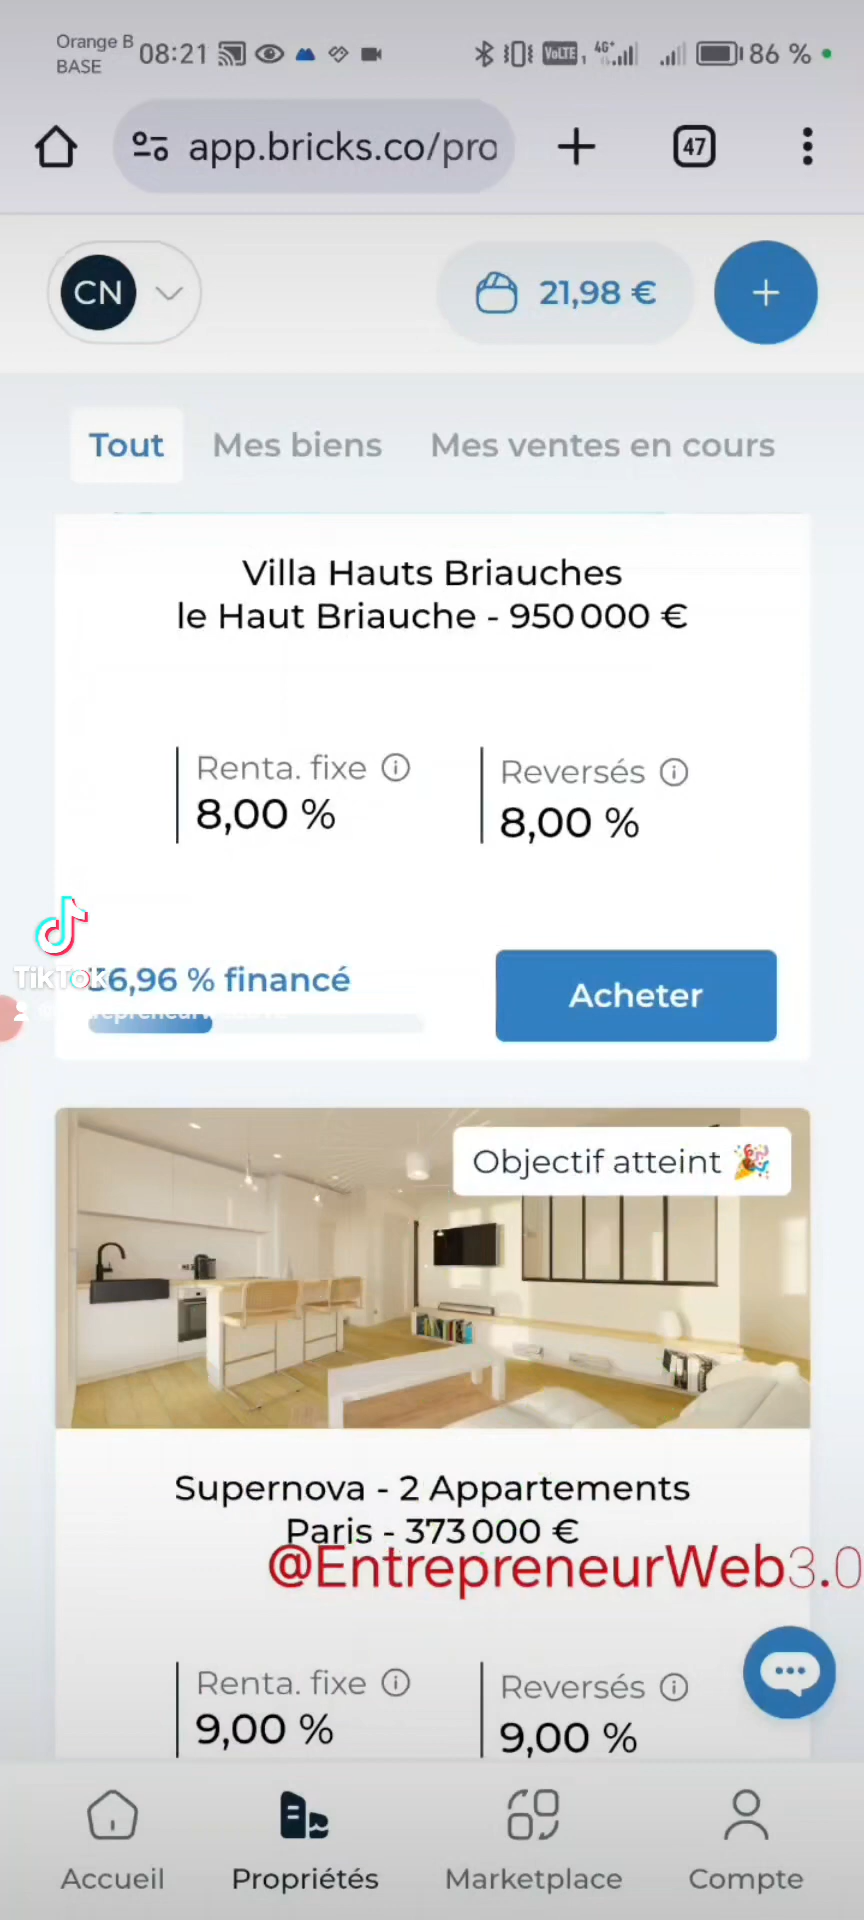 Orange B
BASE
08:21
VoLTE
1
4G+
86 %
app.bricks.co/pro
47
CN
21,98 €
Tout
Mes biens
Mes ventes en cours
Villa Hauts Briauches
le Haut Briauche - 950 000 €
Renta. fixe
Reversés
8,00 %
8,00 %
TikTok
6,96 % financé
Acheter
Objectif atteint 🎉
Supernova - 2 Appartements
Paris - 373 000 €
@EntrepreneurWeb3.0
Renta. fixe
Reversés
9,00 %
9,00 %
Accueil
Propriétés
Marketplace
Compte